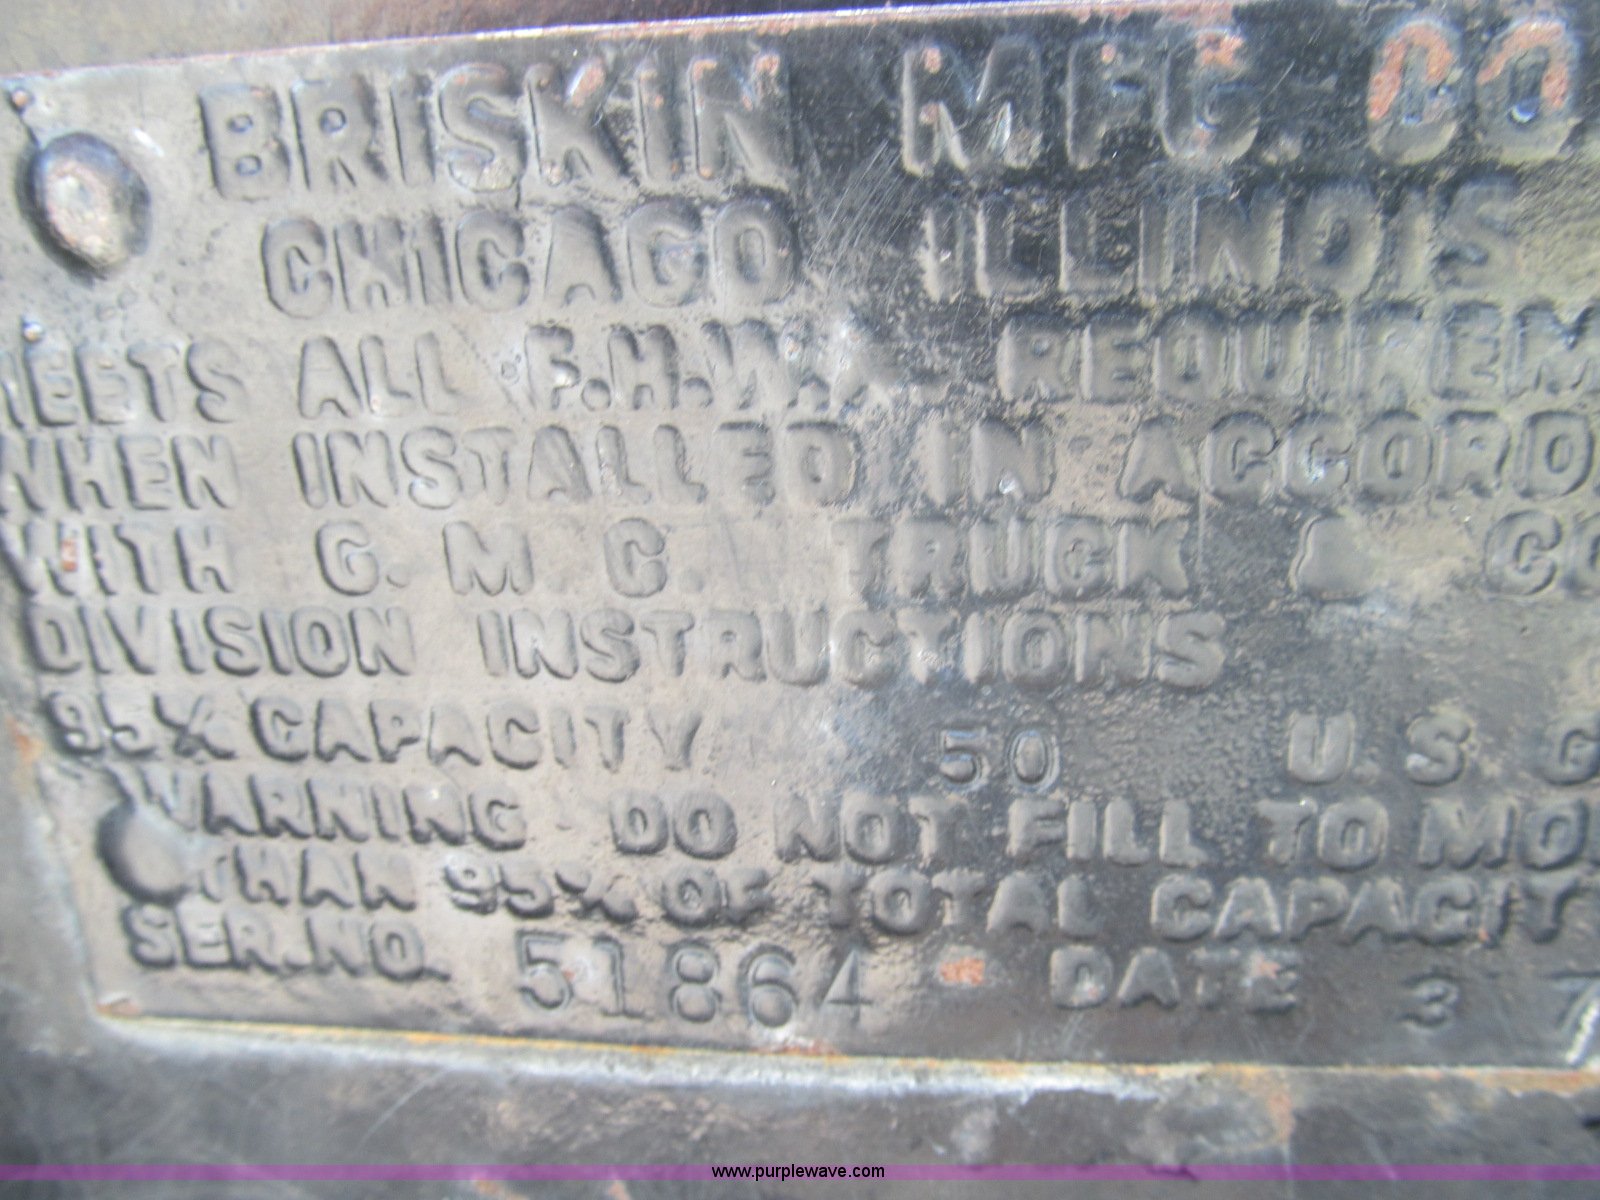 BRISKIN MFG. CO.
CHICAGO ILLINOIS
MEETS ALL F.H.W.A. REQUIREM
WHEN INSTALLED IN ACCORD
WITH G. M. C. TRUCK & CO
DIVISION INSTRUCTIONS
95% CAPACITY 50 U. S. G
WARNING DO NOT FILL TO MO
THAN 95% OF TOTAL CAPACIT
SER. NO. 51864 DATE 3 7
www.purplewave.com